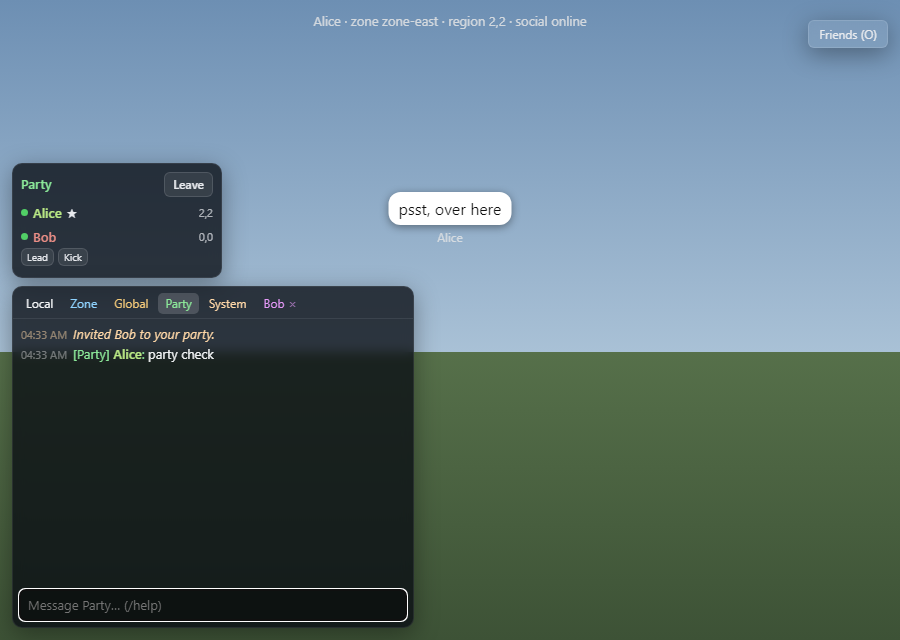 Alice · zone zone-east · region 2,2 · social online
Friends (O)
Party Leave
Alice ★ 2,2
Bob 0,0
Lead Kick
psst, over here
Alice
Local Zone Global Party System Bob ×
04:33 AM Invited Bob to your party.
04:33 AM [Party] Alice: party check
Message Party... (/help)